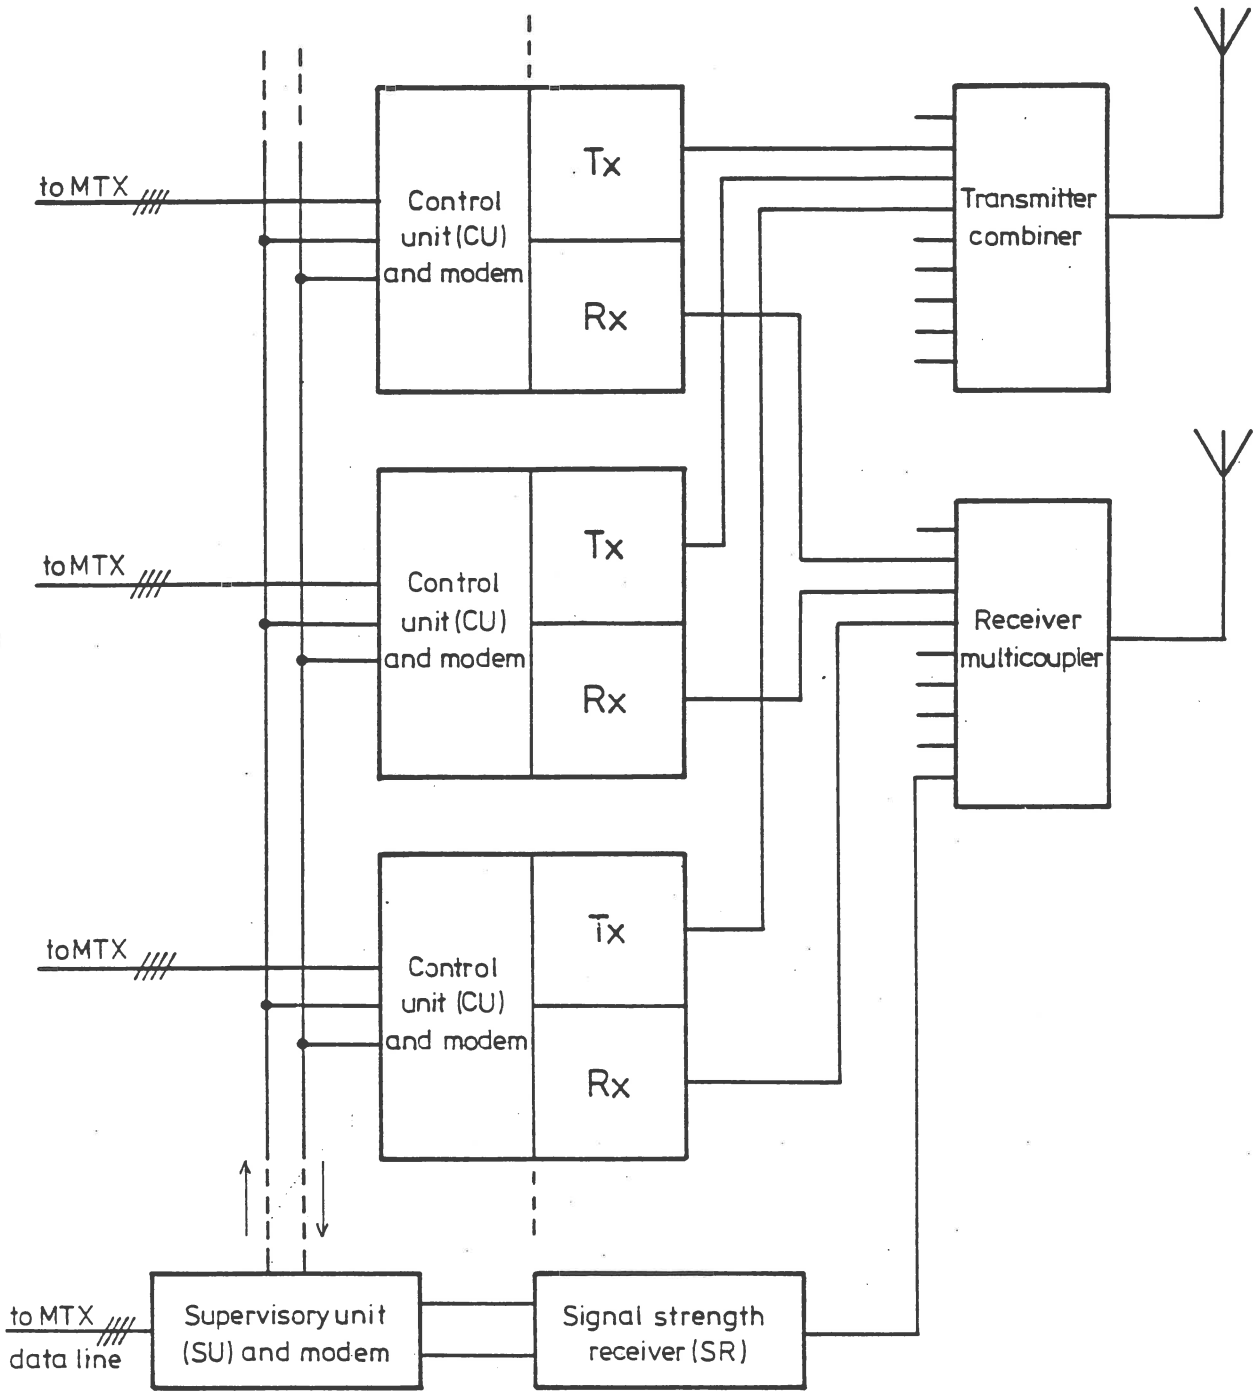 to MTX
Control
unit (CU)
and modem
Tx
Rx
Transmitter
combiner
to MTX
Control
unit (CU)
and modem
Tx
Rx
Receiver
multicoupler
to MTX
Control
unit (CU)
and modem
Tx
Rx
to MTX
data line
Supervisory unit
(SU) and modem
Signal strength
receiver (SR)